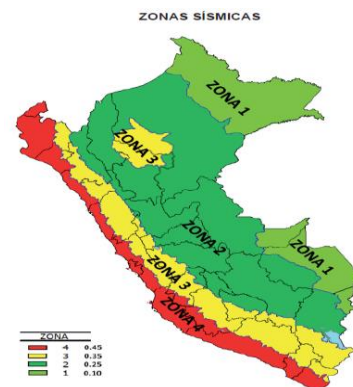 ZONAS SÍSMICAS
ZONA 1
ZONA 3
ZONA 2
ZONA 1
ZONA 3
ZONA 4
ZONA
4 0.45
3 0.35
2 0.25
1 0.10